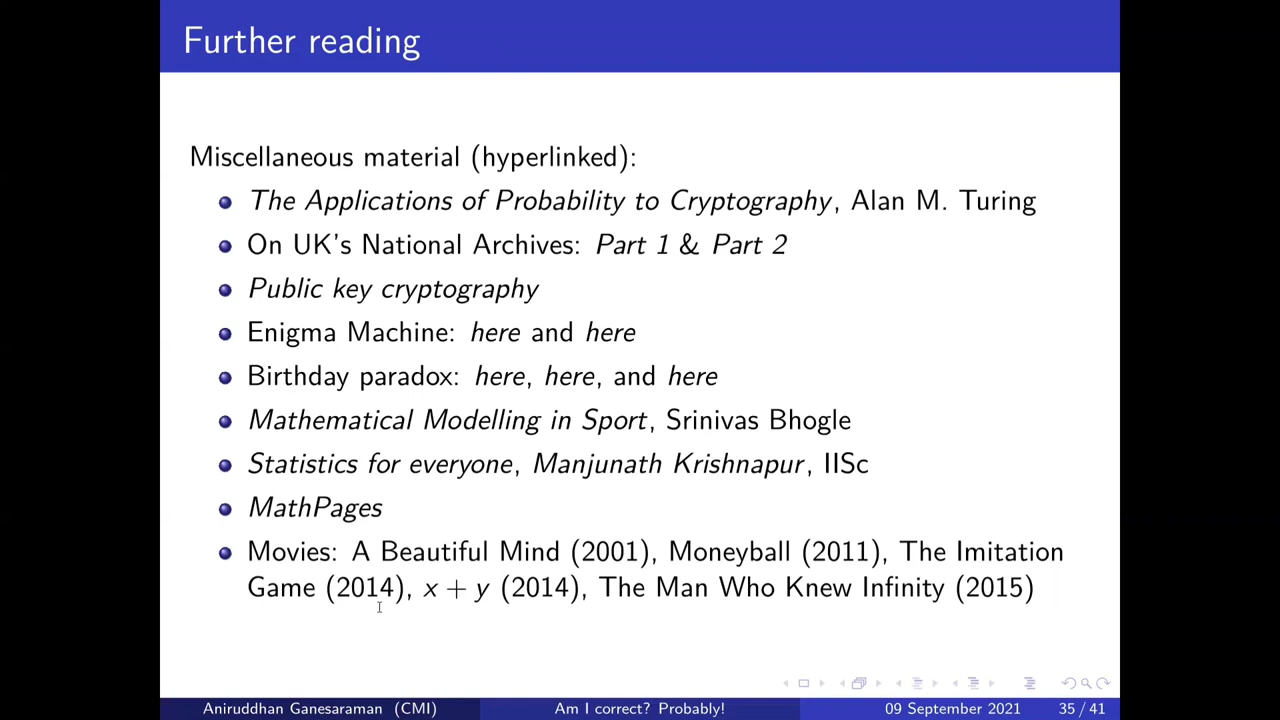 Further reading
Miscellaneous material (hyperlinked):
The Applications of Probability to Cryptography, Alan M. Turing
On UK's National Archives: Part 1 & Part 2
Public key cryptography
Enigma Machine: here and here
Birthday paradox: here, here, and here
Mathematical Modelling in Sport, Srinivas Bhogle
Statistics for everyone, Manjunath Krishnapur, IISc
MathPages
Movies: A Beautiful Mind (2001), Moneyball (2011), The Imitation
Game (2014), x + y (2014), The Man Who Knew Infinity (2015)
Aniruddhan Ganesaraman (CMI) Am I correct? Probably! 09 September 2021 35 / 41